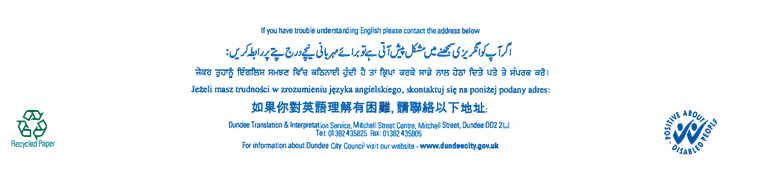 If you have trouble understanding English please contact the address below
اگر آپ کو انگریزی سمجھنے میں مشکل پیش آتی ہے تو برائے مہربانی نیچے درج پتے پر رابطہ کریں:
ਜੇਕਰ ਤੁਹਾਨੂੰ ਇੰਗਲਿਸ਼ ਸਮਝਣ ਵਿੱਚ ਕਠਿਨਾਈ ਹੁੰਦੀ ਹੈ ਤਾਂ ਕ੍ਰਿਪਾ ਕਰਕੇ ਸਾਡੇ ਨਾਲ ਹੇਠਾਂ ਦਿੱਤੇ ਪਤੇ ਤੇ ਸੰਪਰਕ ਕਰੋ।
Jeżeli masz trudności w zrozumieniu języka angielskiego, skontaktuj się na poniżej podany adres:
如果你對英語理解有困難, 請聯絡以下地址:
Dundee Translation & Interpretation Service, Mitchell Street Centre, Mitchell Street, Dundee DD2 2LJ
Tel: 01382 435825 Fax: 01382 435805
For information about Dundee City Council visit our website - www.dundeecity.gov.uk
Recycled Paper
POSITIVE ABOUT DISABLED PEOPLE